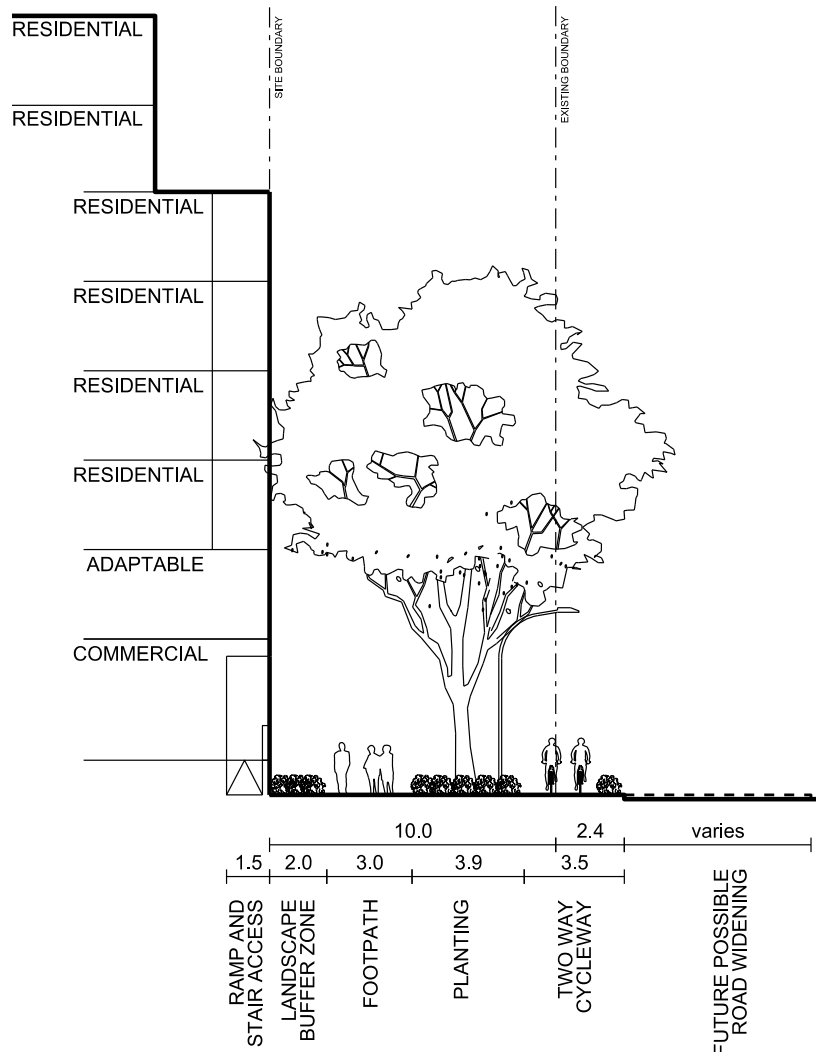 RESIDENTIAL
SITE BOUNDARY
EXISTING BOUNDARY
RESIDENTIAL
RESIDENTIAL
RESIDENTIAL
RESIDENTIAL
RESIDENTIAL
ADAPTABLE
COMMERCIAL
10.0
2.4
varies
1.5
2.0
3.0
3.9
3.5
RAMP AND
STAIR ACCESS
LANDSCAPE
BUFFER ZONE
FOOTPATH
PLANTING
TWO WAY
CYCLEWAY
FUTURE POSSIBLE
ROAD WIDENING